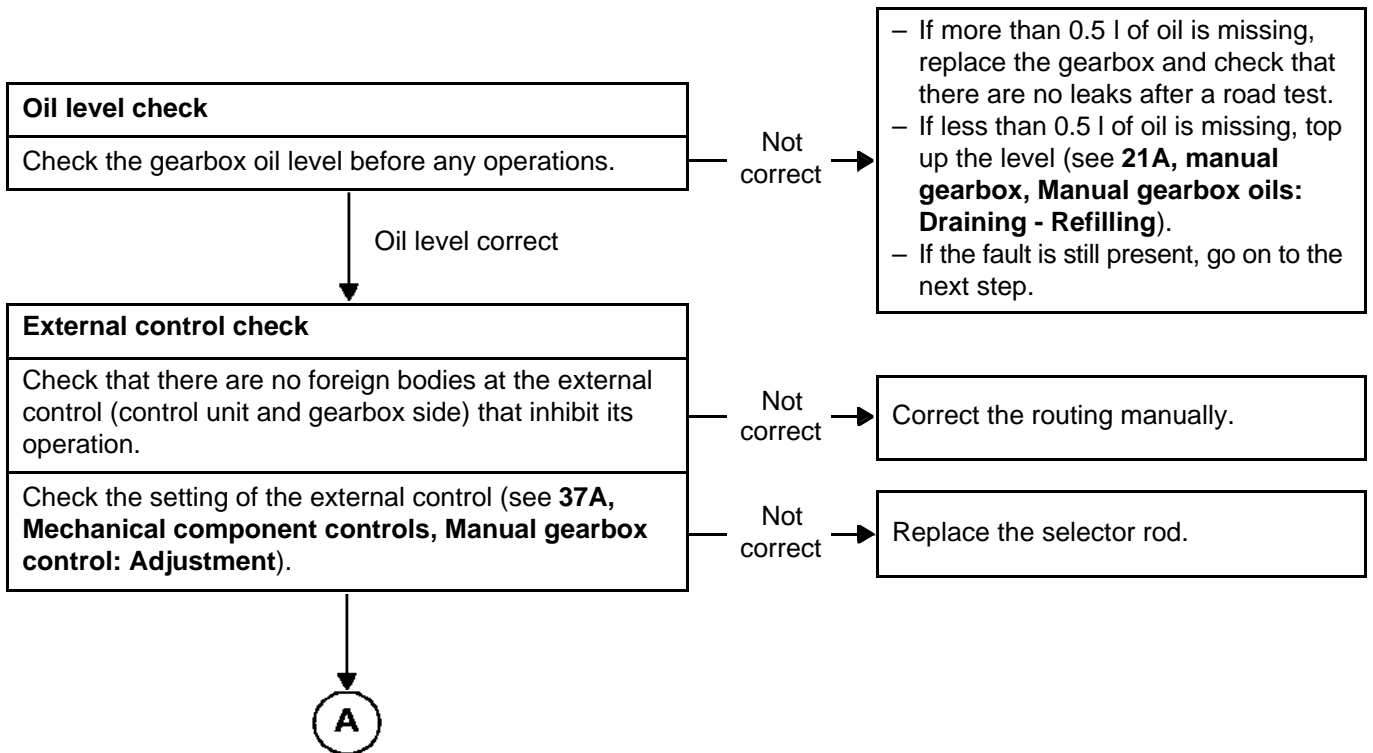 Oil level check
Check the gearbox oil level before any operations.
Not
correct
– If more than 0.5 l of oil is missing,
replace the gearbox and check that
there are no leaks after a road test.
– If less than 0.5 l of oil is missing, top
up the level (see 21A, manual
gearbox, Manual gearbox oils:
Draining - Refilling).
– If the fault is still present, go on to the
next step.
Oil level correct
External control check
Check that there are no foreign bodies at the external
control (control unit and gearbox side) that inhibit its
operation.
Not
correct
Correct the routing manually.
Check the setting of the external control (see 37A,
Mechanical component controls, Manual gearbox
control: Adjustment).
Not
correct
Replace the selector rod.
A